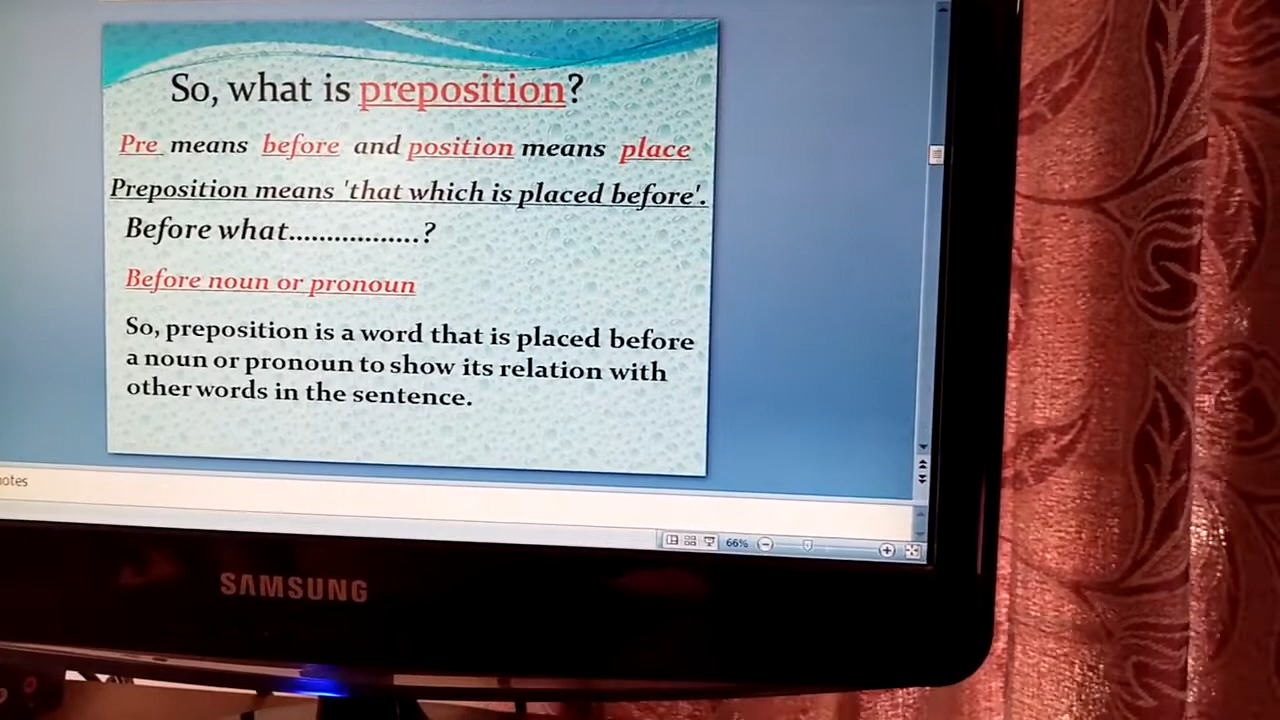 So, what is preposition?
Pre means before and position means place
Preposition means 'that which is placed before'.
Before what.................?
Before noun or pronoun
So, preposition is a word that is placed before
a noun or pronoun to show its relation with
other words in the sentence.
notes
66%
SAMSUNG